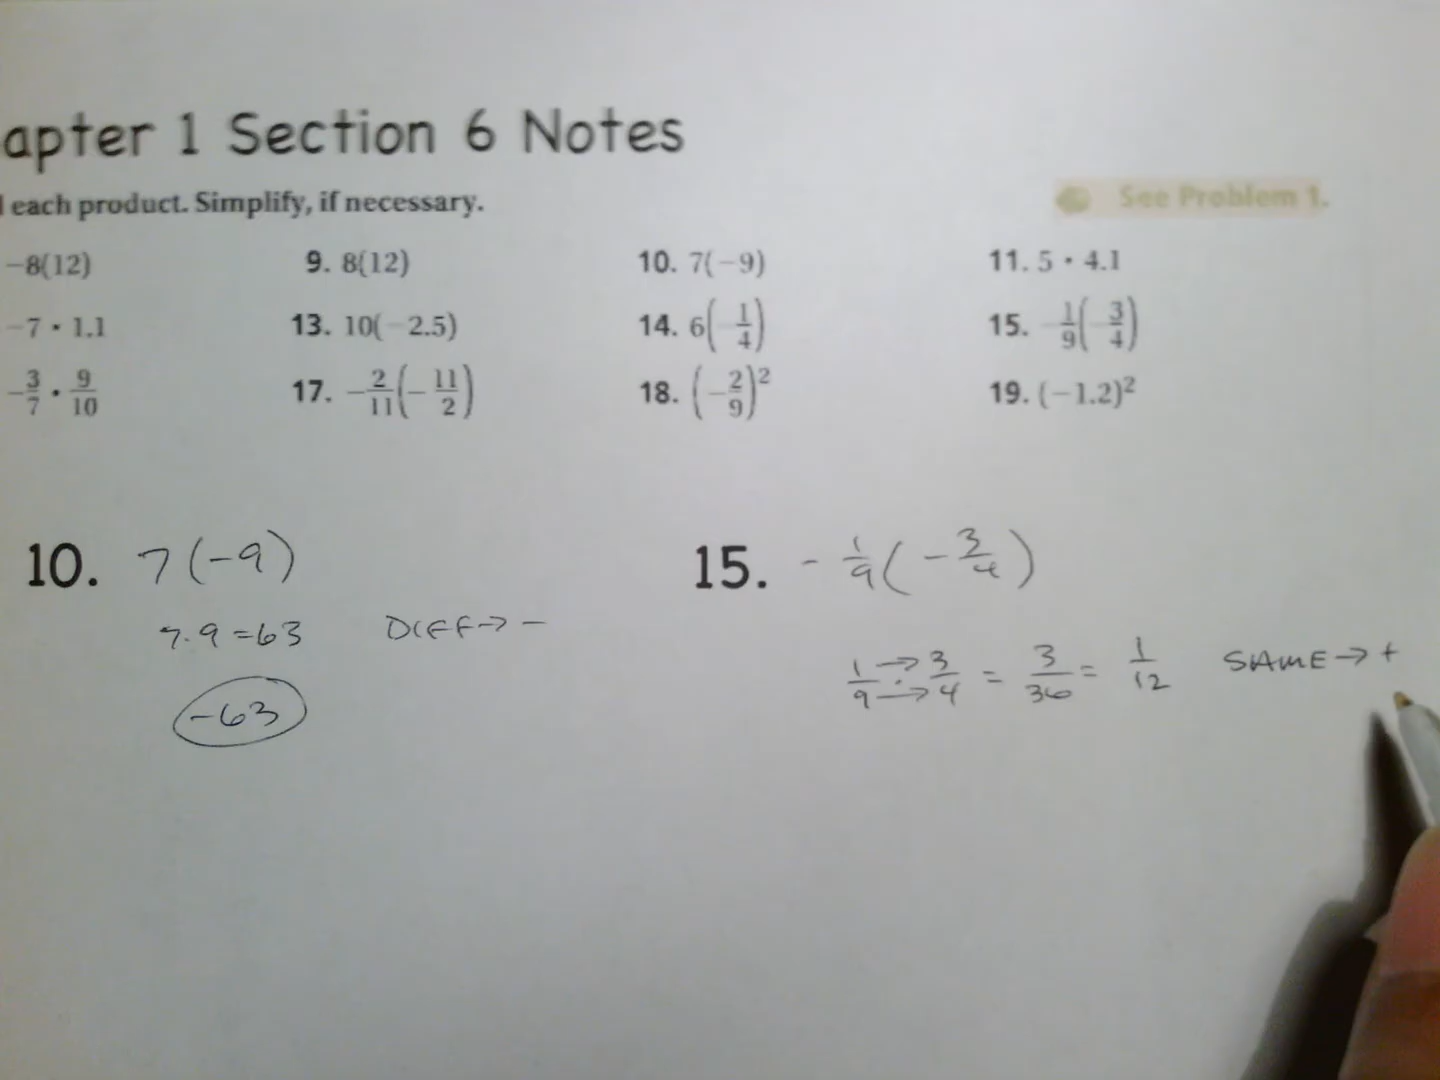 apter 1 Section 6 Notes
each product. Simplify, if necessary.
See Problem 1.
-8(12)
9. 8(12)
10. 7(-9)
11. 5 · 4.1
-7 · 1.1
13. 10(-2.5)
14. 6(-1/4)
15. -1/9(-3/4)
-3/7 · 9/10
17. -2/11(-11/2)
18. (-2/9)²
19. (-1.2)²
10. 7(-9)
7·9=63 DIFF→ -
-63
15. -1/9(-3/4)
1/9 · 3/4 = 3/36 = 1/12 SAME→ +